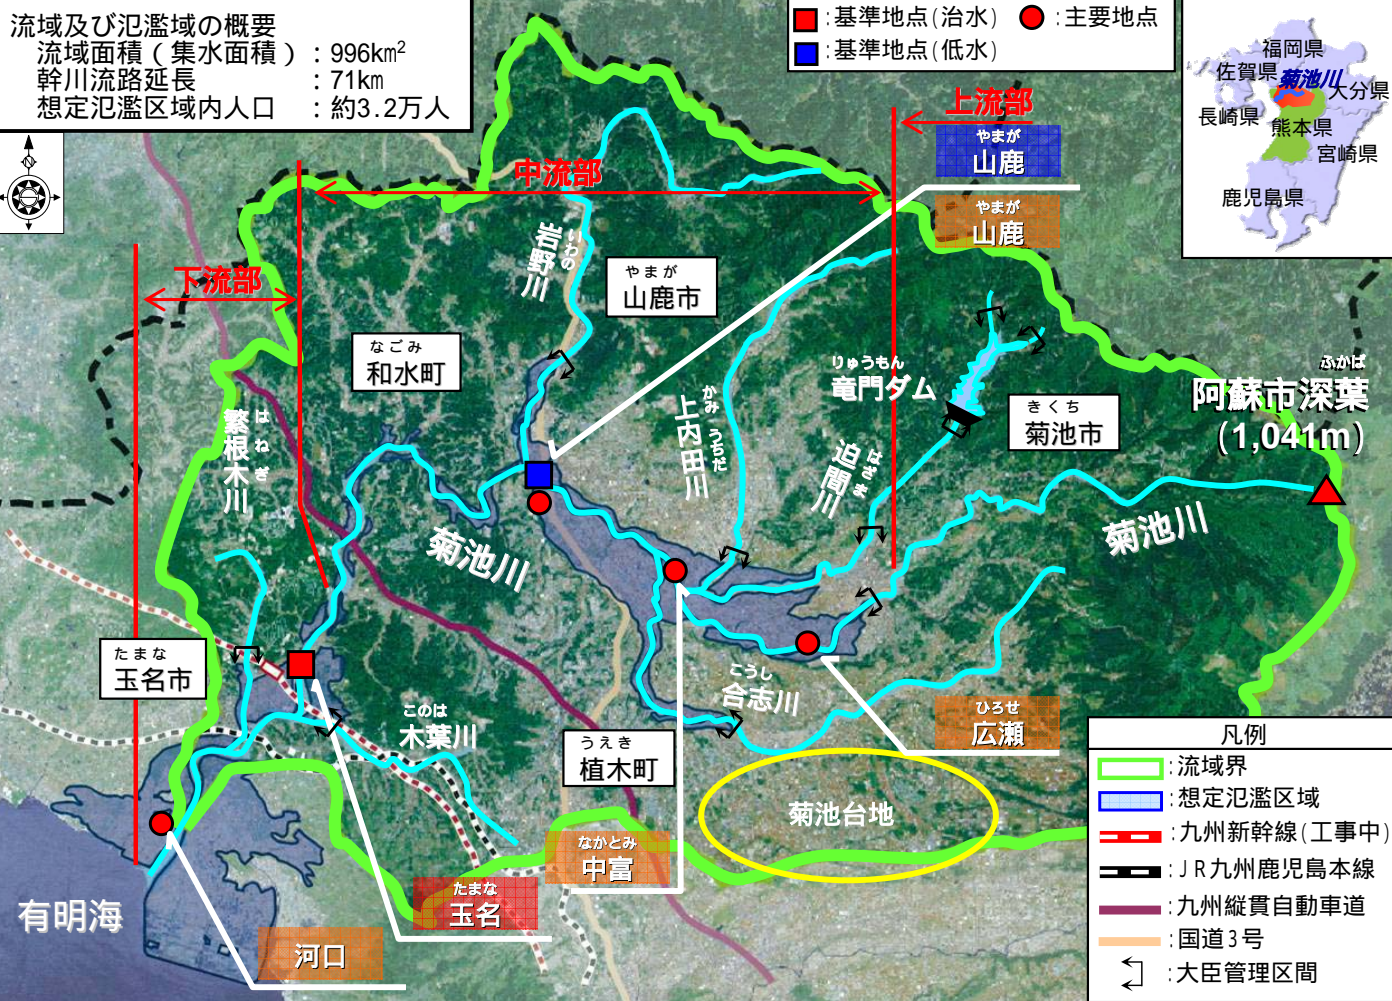 流域及び氾濫域の概要
流域面積(集水面積):996km²
幹川流路延長 :71km
想定氾濫区域内人口 :約3.2万人
:基準地点(治水) :主要地点
:基準地点(低水)
福岡県
佐賀県
菊池川
大分県
長崎県
熊本県
宮崎県
鹿児島県
N
上流部
中流部
下流部
やまが
山鹿
やまが
山鹿
いわの
岩野川
やまが
山鹿市
なごみ
和水町
はねぎ
繁根木川
かみうちだ
上内田川
りゅうもん
竜門ダム
はざま
迫間川
きくち
菊池市
ふかば
阿蘇市深葉
(1,041m)
菊池川
菊池川
たまな
玉名市
このは
木葉川
こうし
合志川
うえき
植木町
ひろせ
広瀬
菊池台地
なかとみ
中富
たまな
玉名
河口
有明海
凡例
:流域界
:想定氾濫区域
:九州新幹線(工事中)
:JR九州鹿児島本線
:九州縦貫自動車道
:国道3号
:大臣管理区間